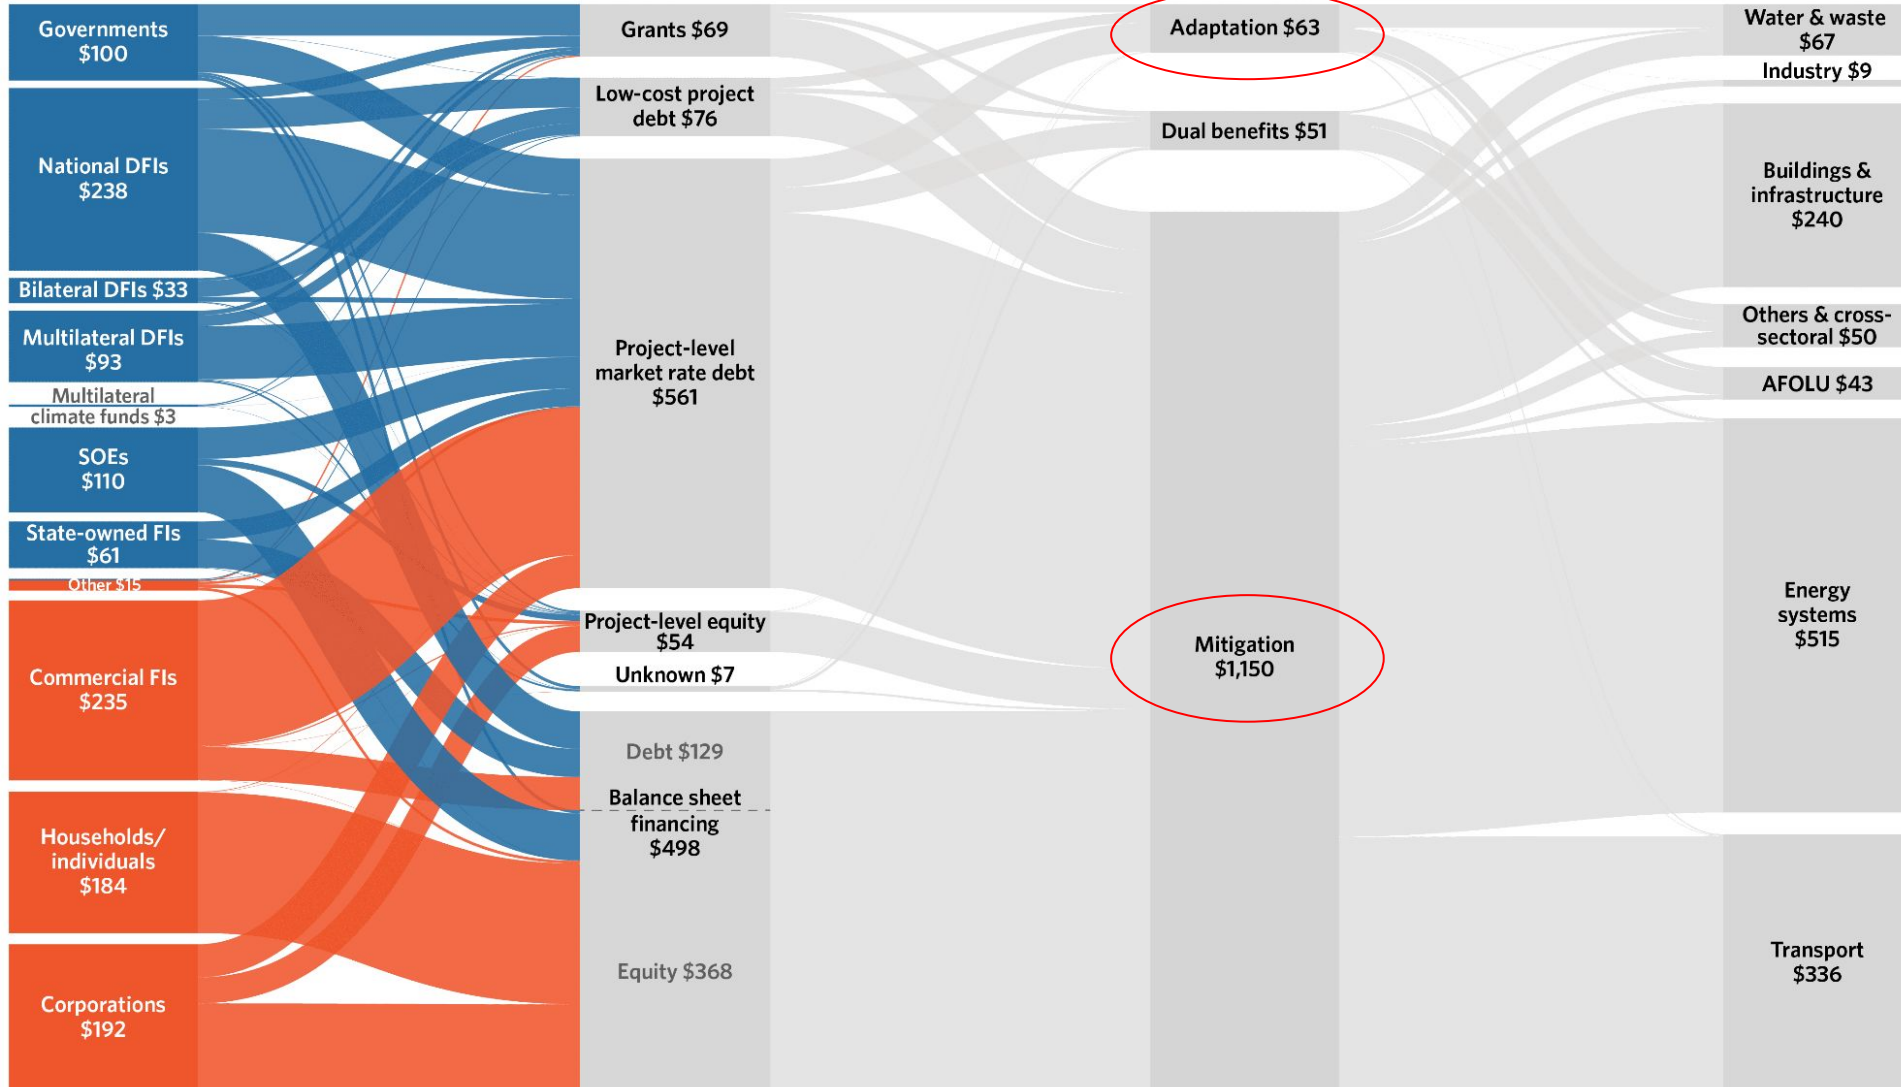 Governments
$100
National DFIs
$238
Bilateral DFIs $33
Multilateral DFIs
$93
Multilateral
climate funds $3
SOEs
$110
State-owned FIs
$61
Other $15
Commercial FIs
$235
Households/
individuals
$184
Corporations
$192
Grants $69
Low-cost project
debt $76
Project-level
market rate debt
$561
Project-level equity
$54
Unknown $7
Debt $129
Balance sheet
financing
$498
Equity $368
Adaptation $63
Dual benefits $51
Mitigation
$1,150
Water & waste
$67
Industry $9
Buildings &
infrastructure
$240
Others & cross-
sectoral $50
AFOLU $43
Energy
systems
$515
Transport
$336